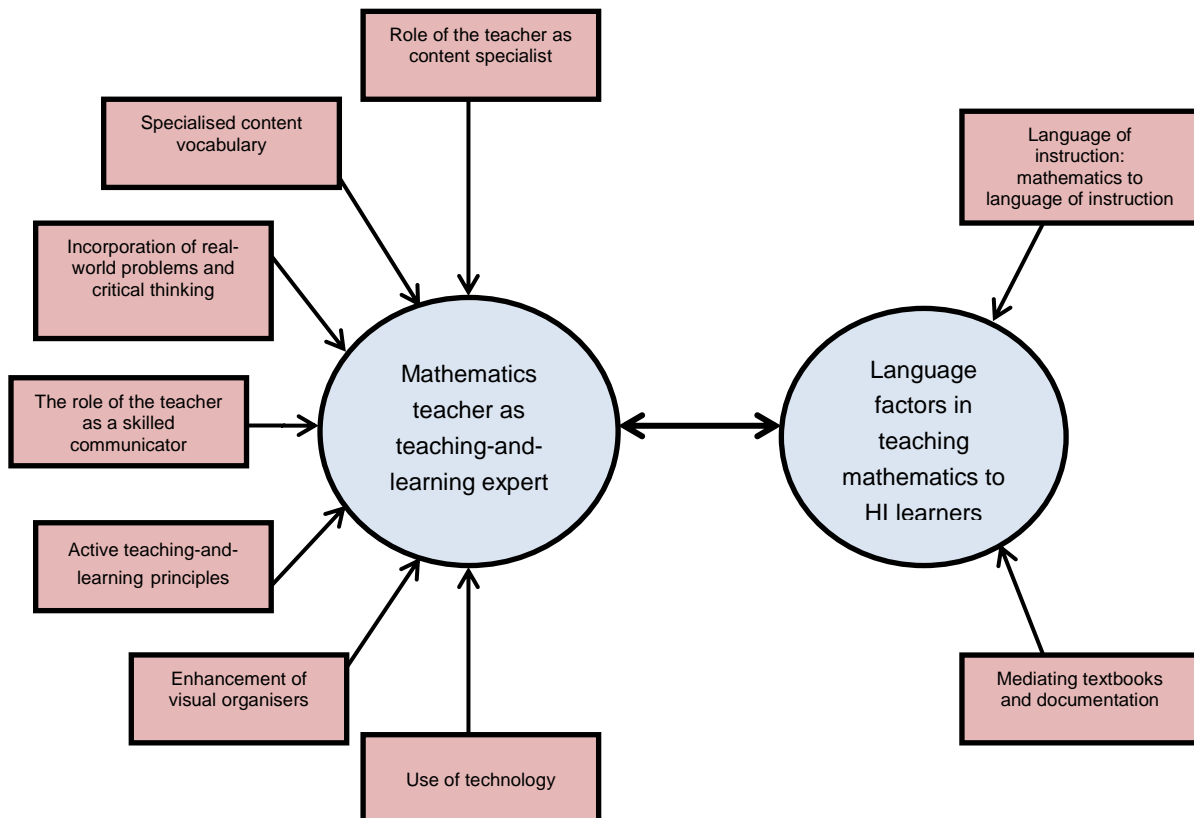 Role of the teacher as
content specialist
Specialised content
vocabulary
Incorporation of real-
world problems and
critical thinking
The role of the teacher
as a skilled
communicator
Active teaching-and-
learning principles
Enhancement of
visual organisers
Use of technology
Mathematics
teacher as
teaching-and-
learning expert
Language
factors in
teaching
mathematics to
HI learners
Language of
instruction:
mathematics to
language of instruction
Mediating textbooks
and documentation